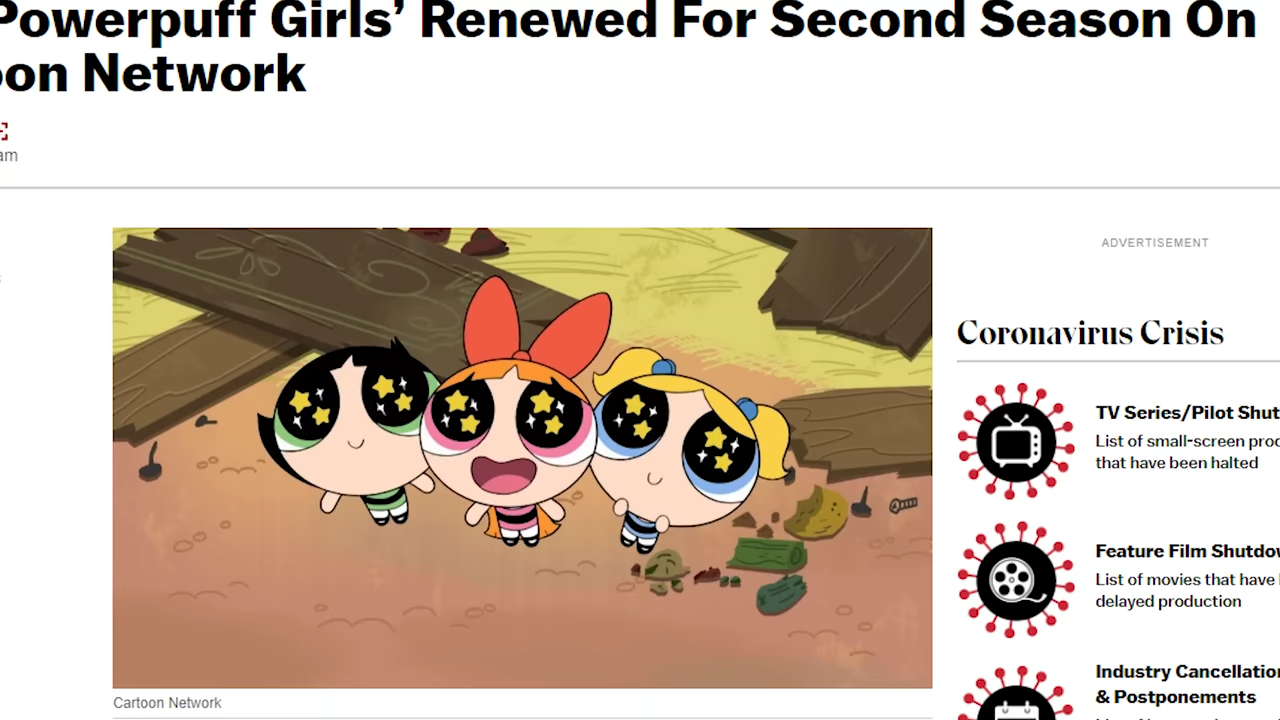 Powerpuff Girls’ Renewed For Second Season On
oon Network
am
ADVERTISEMENT
Coronavirus Crisis
TV Series/Pilot Shut
List of small-screen prod
that have been halted
Feature Film Shutdow
List of movies that have
delayed production
Industry Cancellation
& Postponements
Cartoon Network